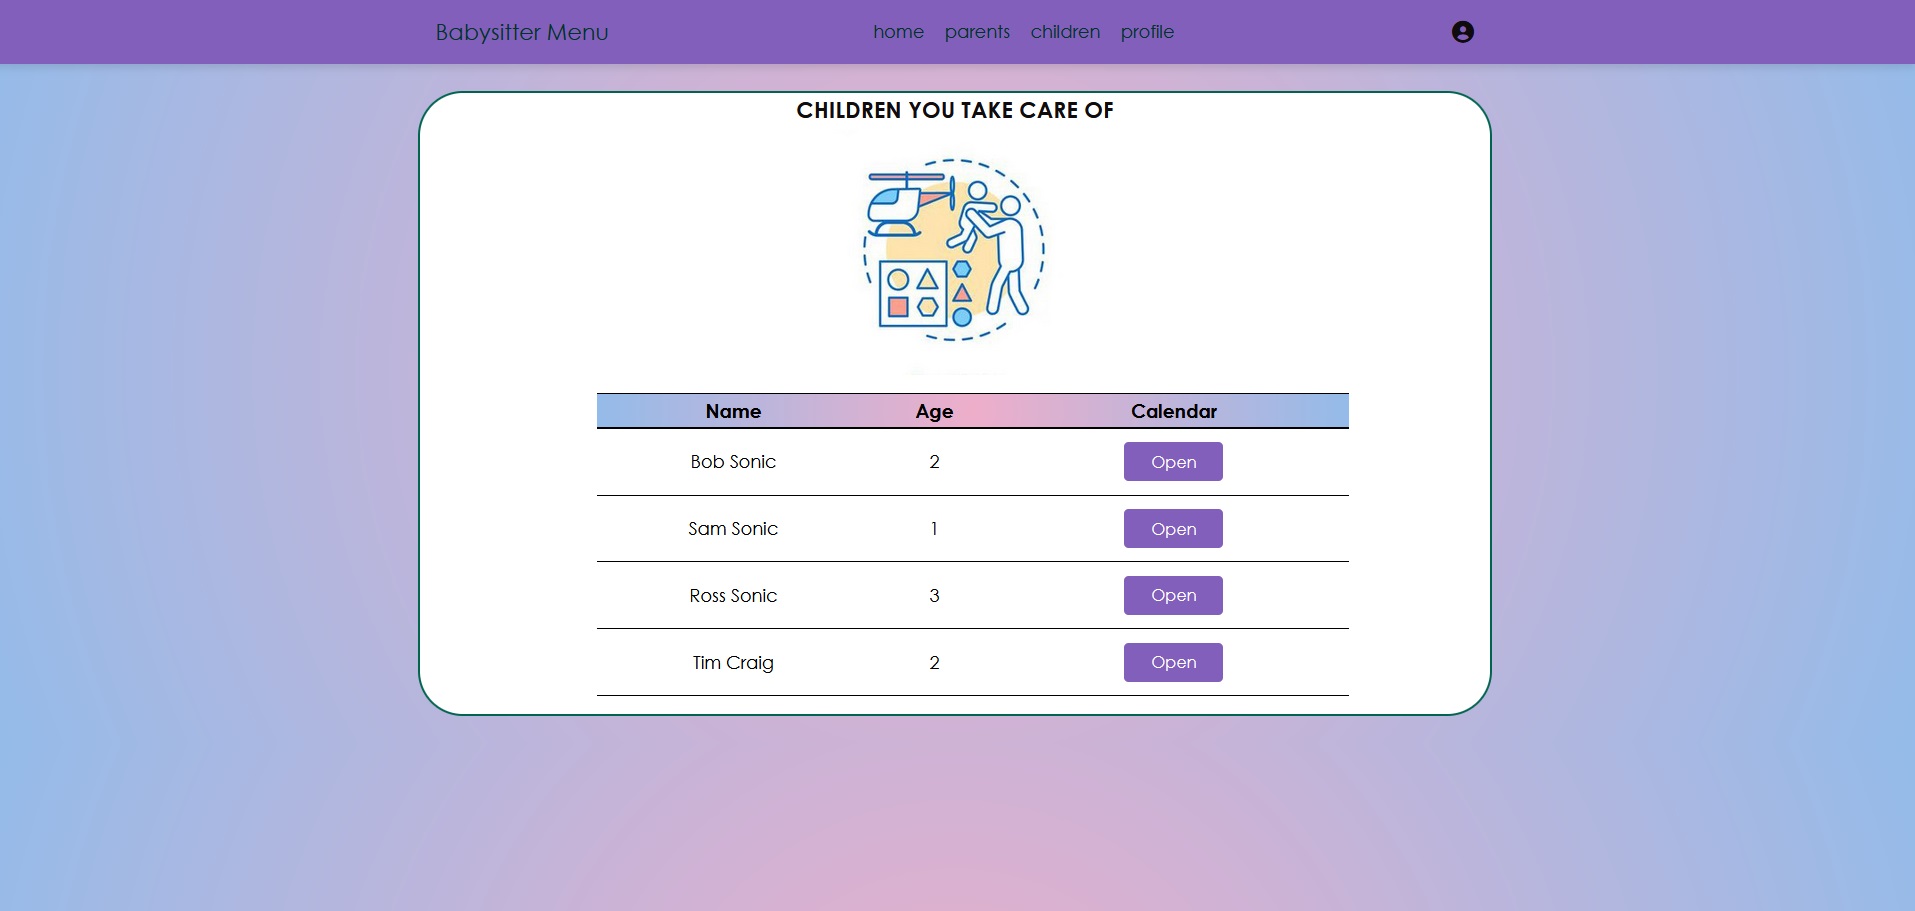 Babysitter Menu home parents children profile
CHILDREN YOU TAKE CARE OF
Name Age Calendar
Bob Sonic 2 Open
Sam Sonic 1 Open
Ross Sonic 3 Open
Tim Craig 2 Open